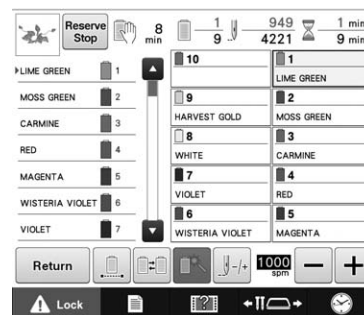 Reserve Stop
8 min
1 9
949 4221
1 min 9 min
LIME GREEN 1
MOSS GREEN 2
CARMINE 3
RED 4
MAGENTA 5
WISTERIA VIOLET 6
VIOLET 7
10
1 LIME GREEN
9 HARVEST GOLD
2 MOSS GREEN
8 WHITE
3 CARMINE
7 VIOLET
4 RED
6 WISTERIA VIOLET
5 MAGENTA
Return
-/+
1000 spm
− +
Lock
?